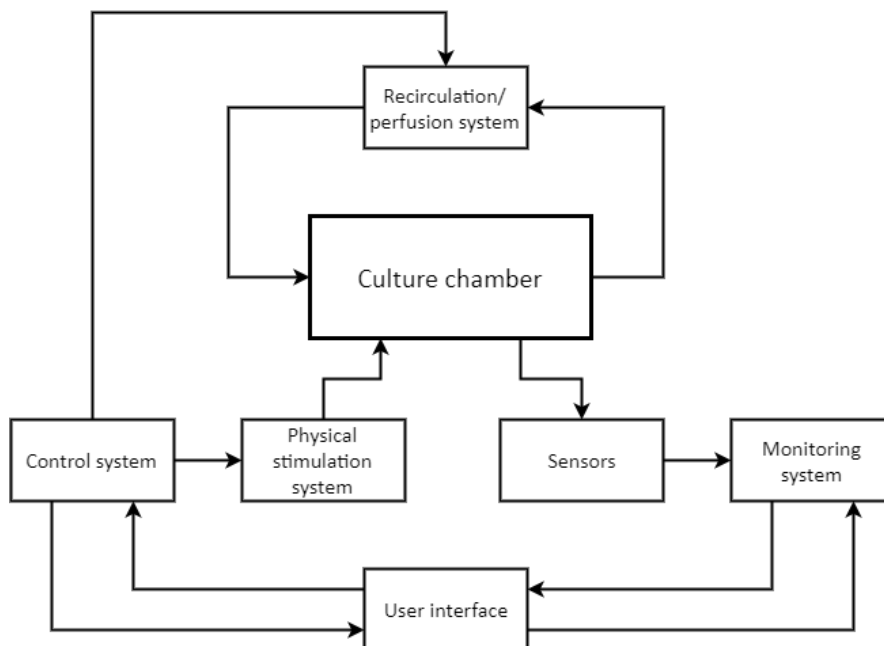 Recirculation/
perfusion system
Culture chamber
Control system
Physical
stimulation
system
Sensors
Monitoring
system
User interface